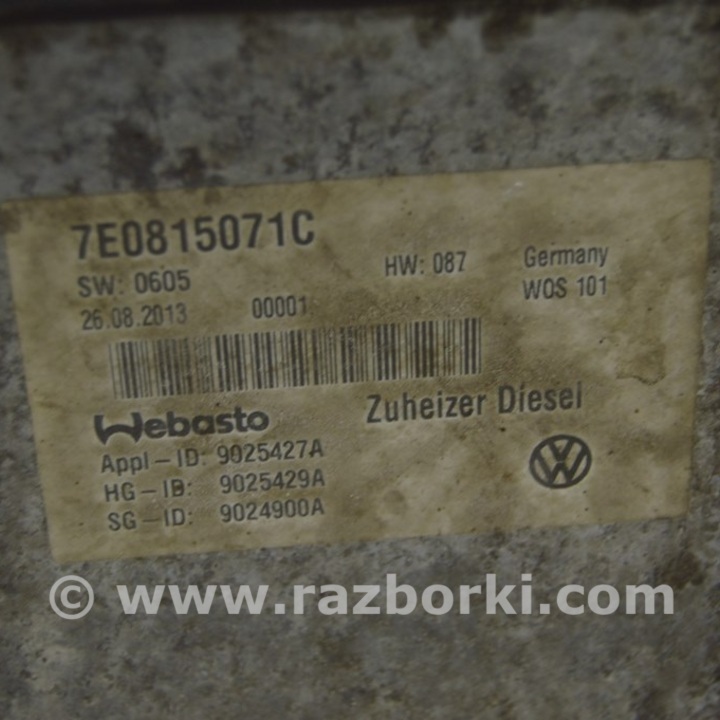 7E0815071C
SW: 0605 HW: 087 Germany
26.08.2013 00001 WOS 101
Webasto Zuheizer Diesel
Appl-ID: 9025427A
HG-ID: 9025429A
SG-ID: 9024900A
© www.razborki.com